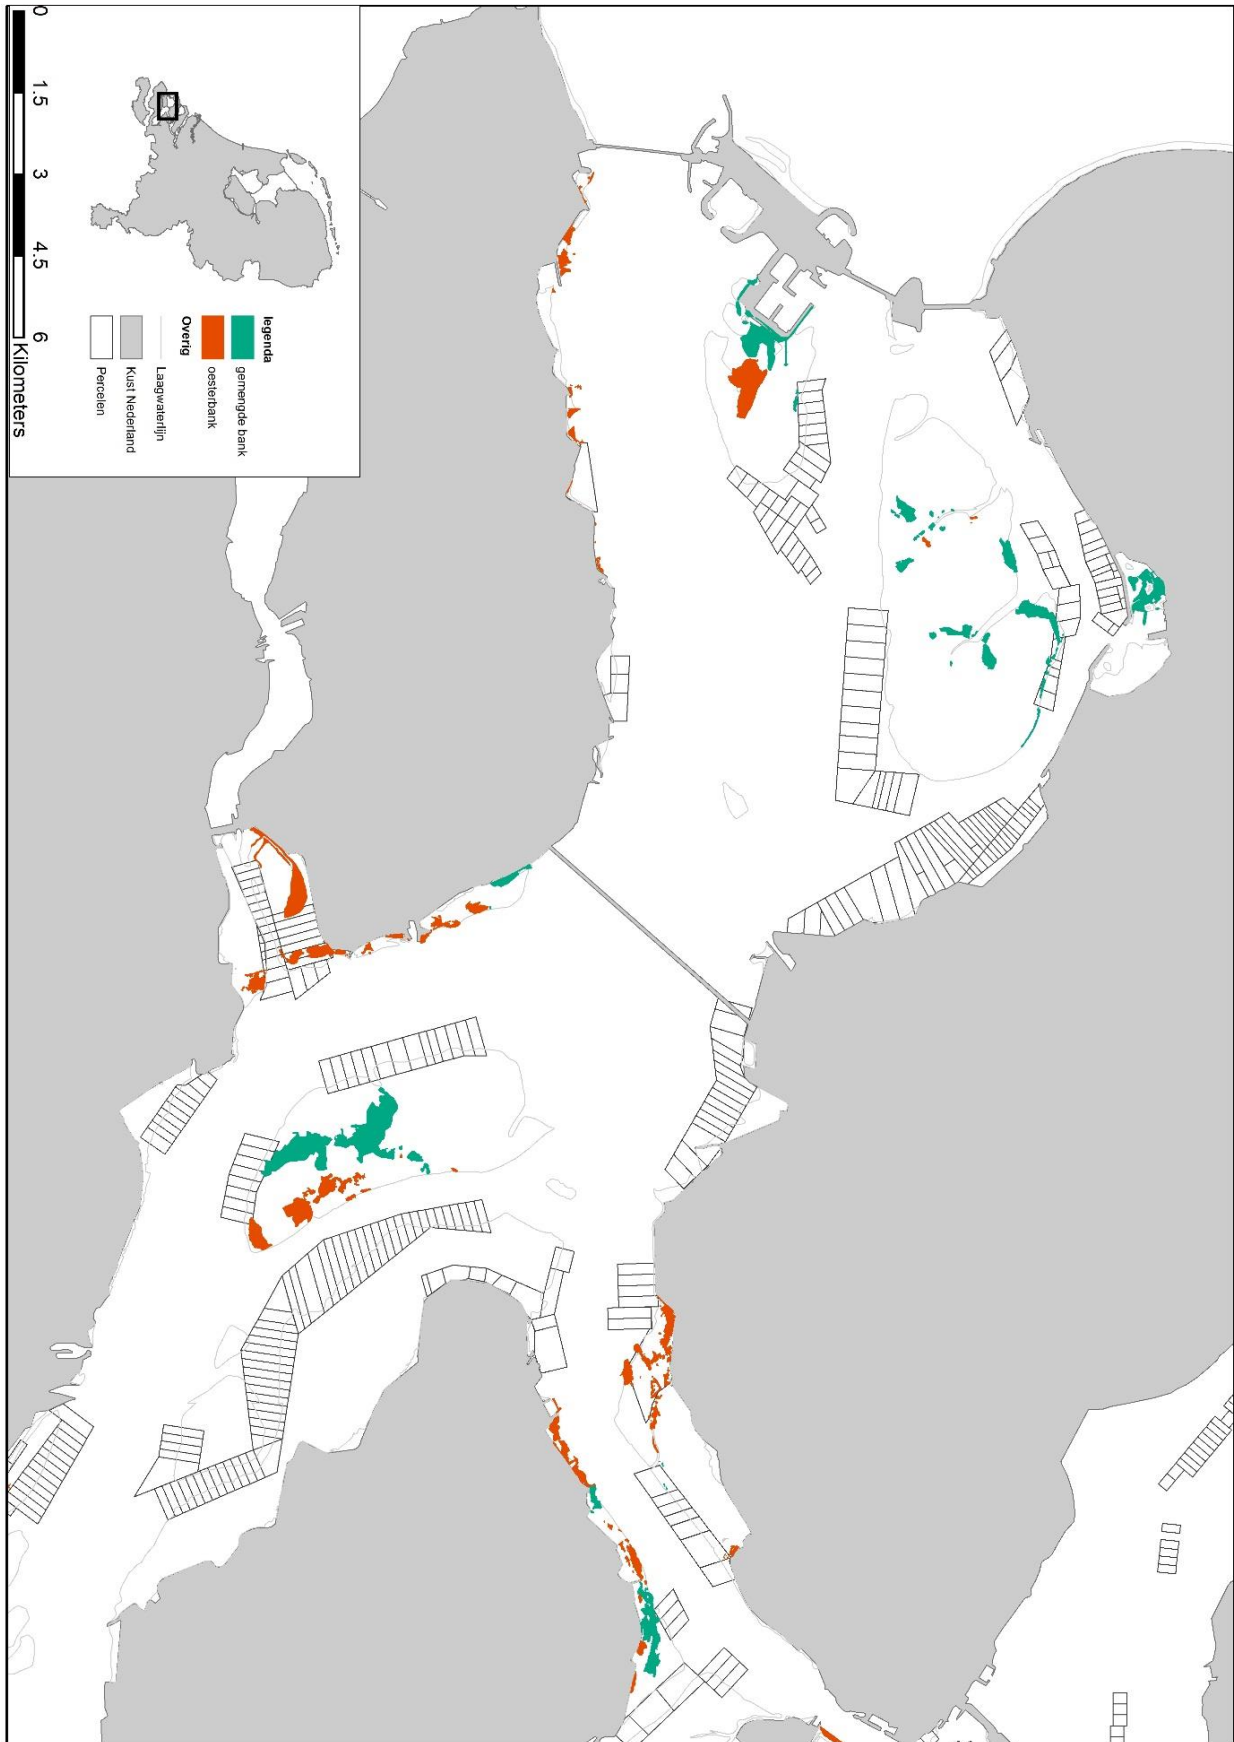 legenda
gemengde bank
oesterbank
Overig
Laagwaterlijn
Kust Nederland
Percelen
0 1.5 3 4.5 6
Kilometers